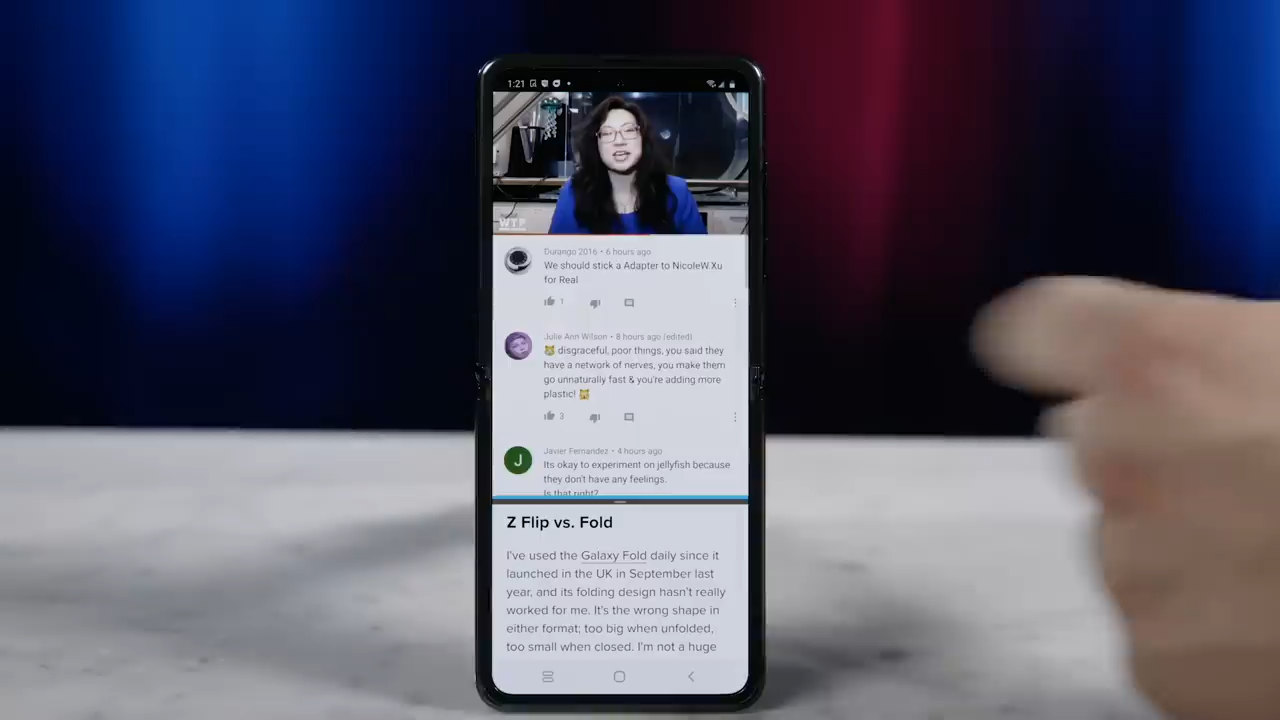 1:21
WTF
Durango 2016 • 6 hours ago
We should stick a Adapter to NicoleW.Xu
for Real
1
Julie Ann Wilson • 8 hours ago (edited)
😹 disgraceful, poor things, you said they
have a network of nerves, you make them
go unnaturally fast & you're adding more
plastic! 😾
3
J
Javier Fernandez • 4 hours ago
Its okay to experiment on jellyfish because
they don't have any feelings.
Is that right?
Z Flip vs. Fold
I've used the Galaxy Fold daily since it
launched in the UK in September last
year, and its folding design hasn't really
worked for me. It's the wrong shape in
either format; too big when unfolded,
too small when closed. I'm not a huge